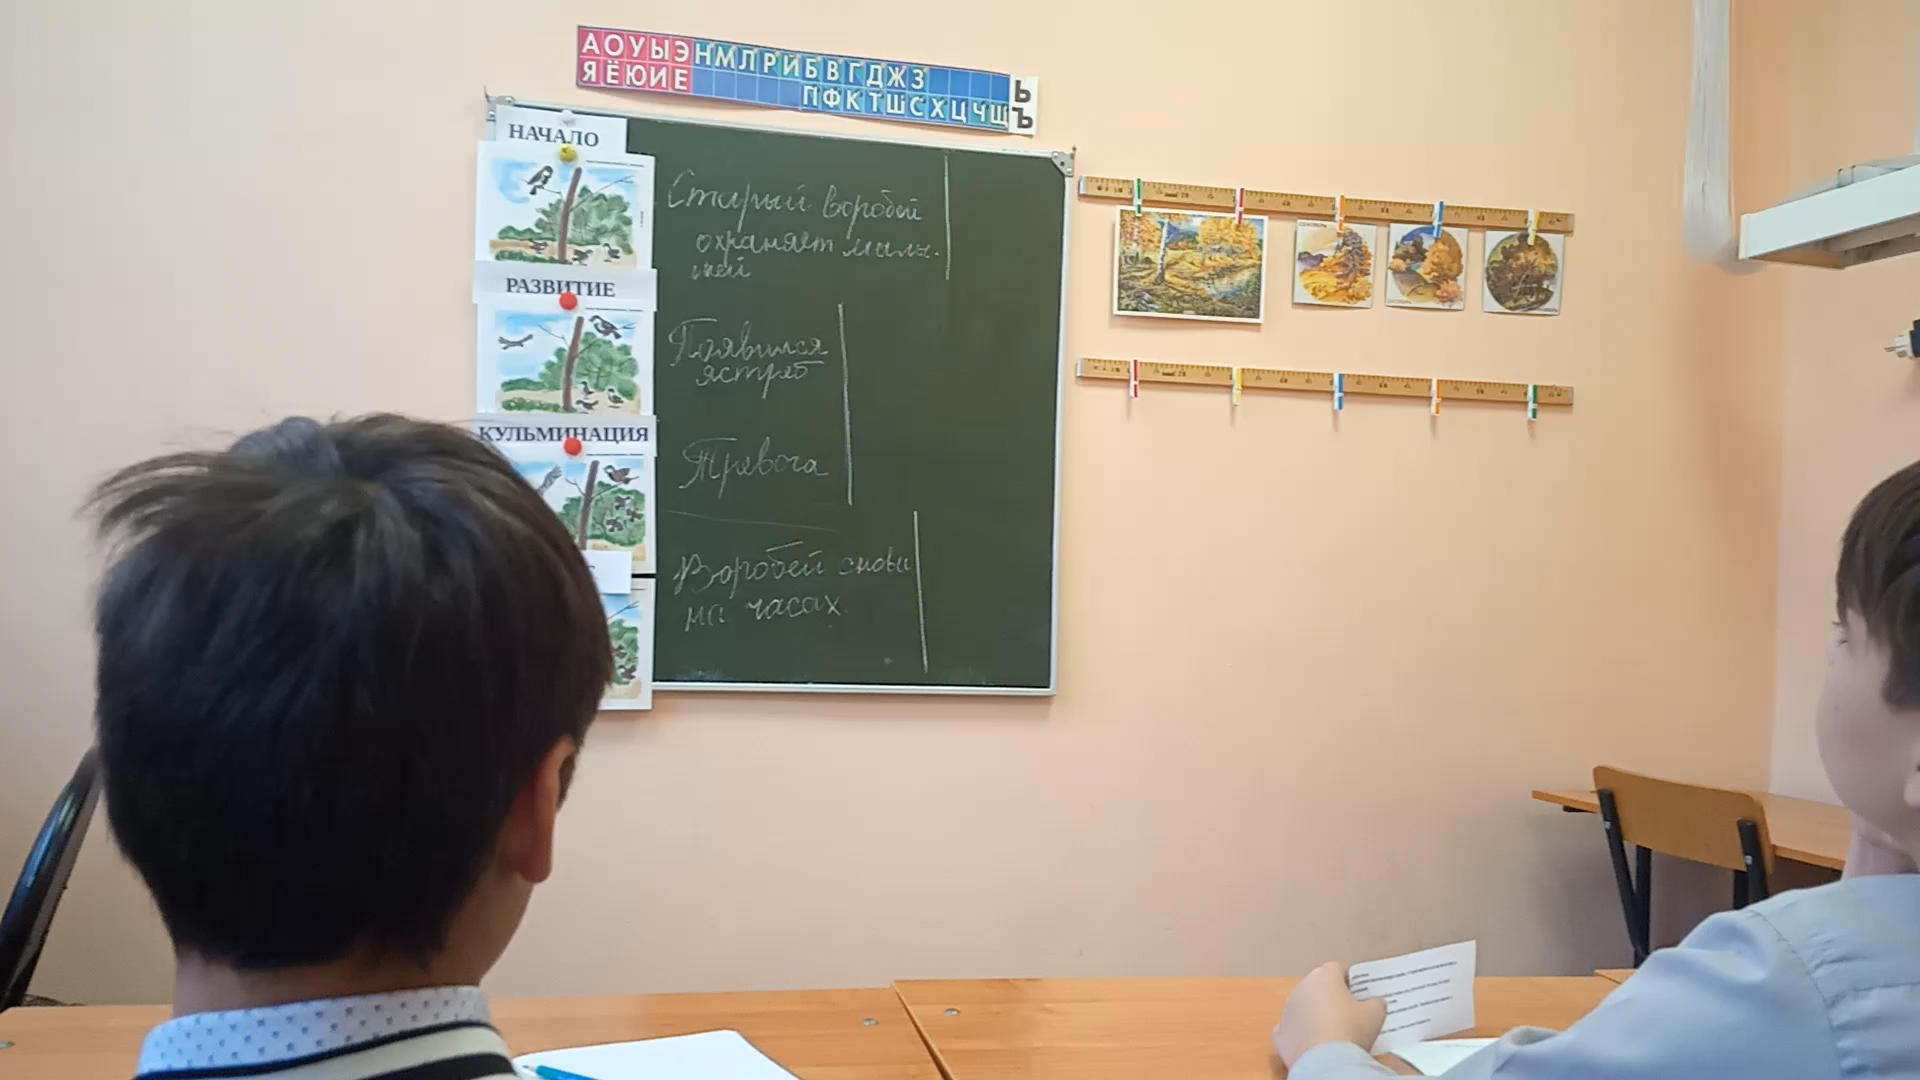 АОУЫЭНМЛРЙБВГДЖЗ
ЯЁЮИЕ ПФКТШСХЦЧЩ
Ь
Ъ
НАЧАЛО
Старый воробей
охраняет малы-
шей
РАЗВИТИЕ
Появился
ястреб
КУЛЬМИНАЦИЯ
Тревога
Воробей снова
на часах.